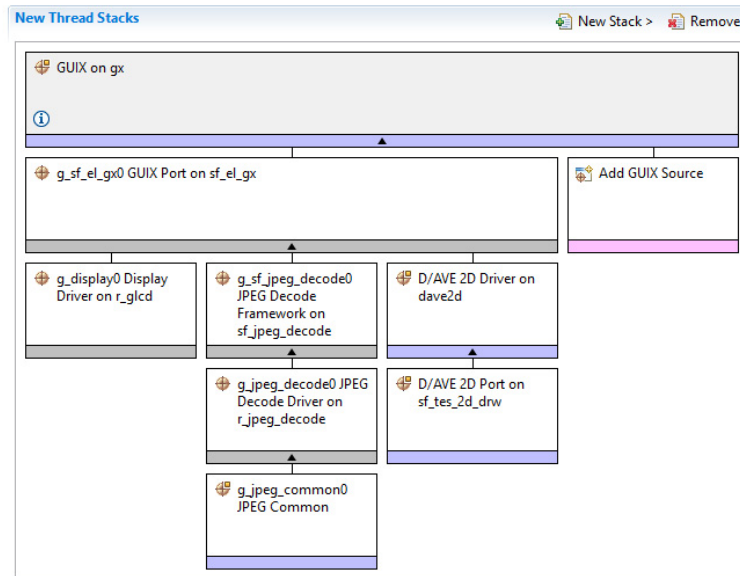 New Thread Stacks
New Stack >
Remove
GUIX on gx
g_sf_el_gx0 GUIX Port on sf_el_gx
Add GUIX Source
g_display0 Display
Driver on r_glcd
g_sf_jpeg_decode0
JPEG Decode
Framework on
sf_jpeg_decode
D/AVE 2D Driver on
dave2d
g_jpeg_decode0 JPEG
Decode Driver on
r_jpeg_decode
D/AVE 2D Port on
sf_tes_2d_drw
g_jpeg_common0
JPEG Common